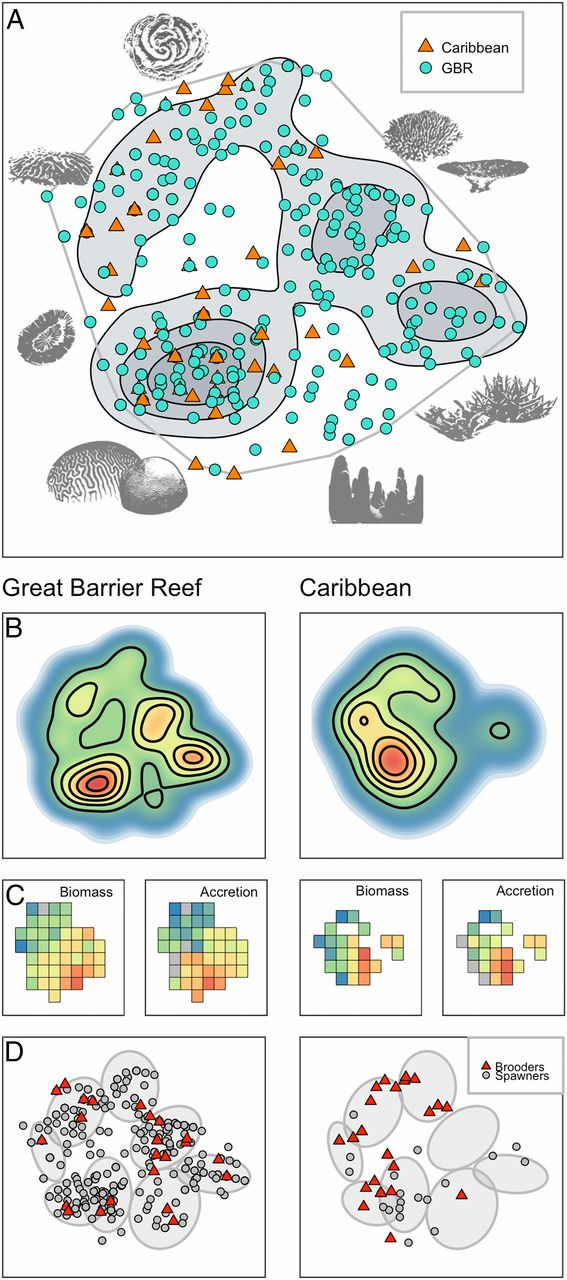 A
Caribbean
GBR
Great Barrier Reef
Caribbean
B
C
Biomass
Accretion
Biomass
Accretion
D
Brooders
Spawners